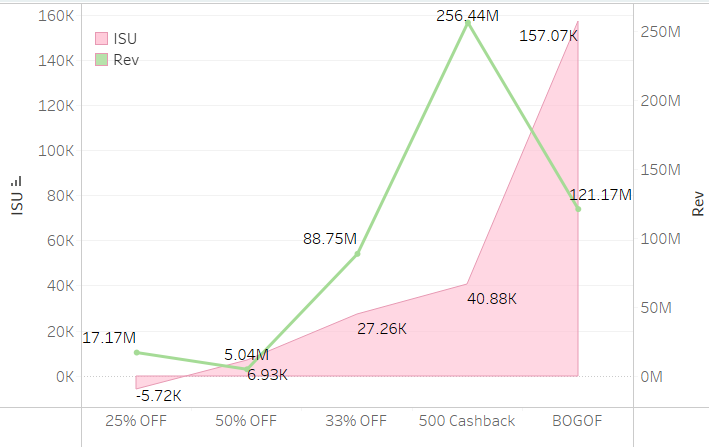 160K
140K
120K
100K
80K
60K
40K
20K
0K
ISU
ISU
Rev
17.17M
5.04M
88.75M
256.44M
121.17M
-5.72K
6.93K
27.26K
40.88K
157.07K
250M
200M
150M
100M
50M
0M
Rev
25% OFF
50% OFF
33% OFF
500 Cashback
BOGOF